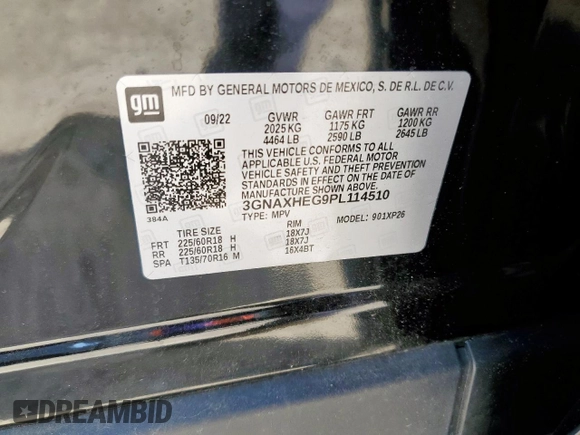 gm
MFD BY GENERAL MOTORS DE MEXICO, S. DE R.L. DE C.V.
09/22 GVWR GAWR FRT GAWR RR
2025 KG 1175 KG 1200 KG
4464 LB 2590 LB 2645 LB
THIS VEHICLE CONFORMS TO ALL
APPLICABLE U.S. FEDERAL MOTOR
VEHICLE SAFETY AND THEFT PREVENTION
STANDARDS IN EFFECT ON THE DATE OF
MANUFACTURE SHOWN ABOVE.
3GNAXHEG9PL114510
384A TYPE: MPV MODEL: 901XP26
TIRE SIZE RIM
FRT 225/60R18 H 18X7J
RR 225/60R18 H 18X7J
SPA T135/70R16 M 16X4BT
DREAMBID